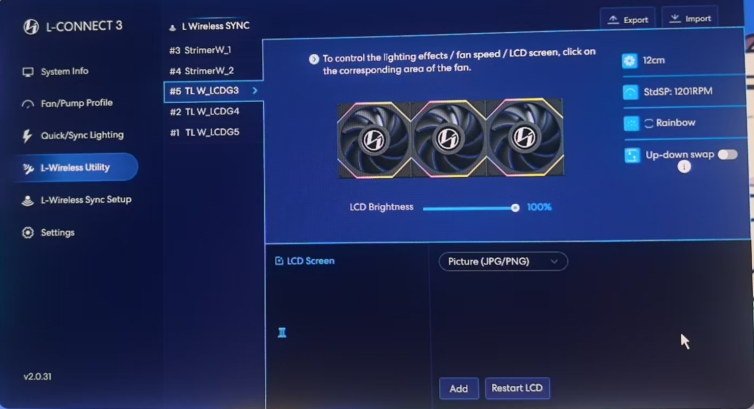 L-CONNECT 3
System Info
Fan/Pump Profile
Quick/Sync Lighting
L-Wireless Utility
L-Wireless Sync Setup
Settings
v2.0.31
L Wireless SYNC
#3 StrimerW_1
#4 StrimerW_2
#5 TL W_LCDG3
#2 TL W_LCDG4
#1 TL W_LCDG5
Export
Import
To control the lighting effects / fan speed / LCD screen, click on
the corresponding area of the fan.
12cm
StdSP: 1201RPM
Rainbow
Up-down swap
LCD Brightness
100%
LCD Screen
Picture (JPG/PNG)
Add
Restart LCD